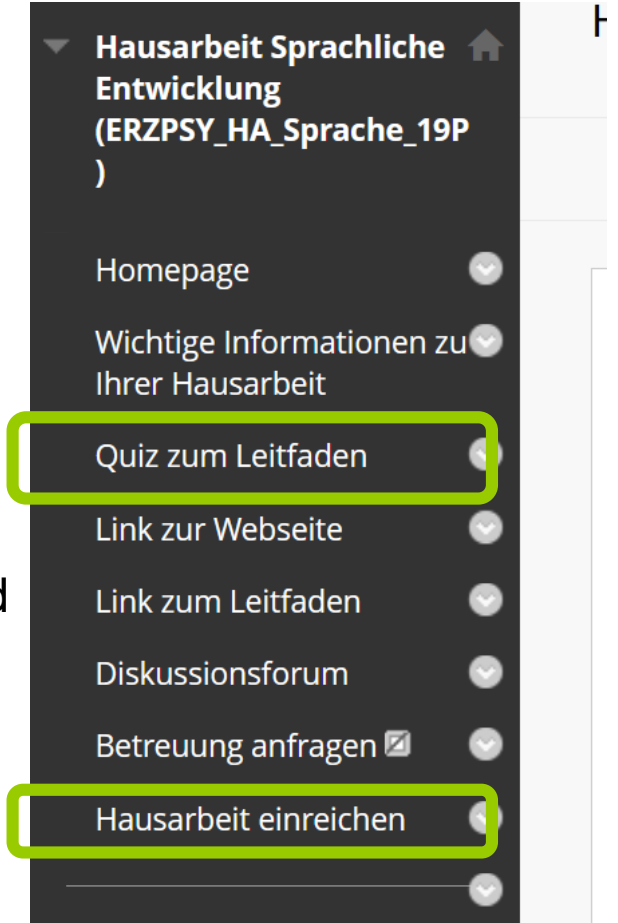 Hausarbeit Sprachliche
Entwicklung
(ERZPSY_HA_Sprache_19P
)
Homepage
Wichtige Informationen zu
Ihrer Hausarbeit
Quiz zum Leitfaden
Link zur Webseite
Link zum Leitfaden
Diskussionsforum
Betreuung anfragen
Hausarbeit einreichen